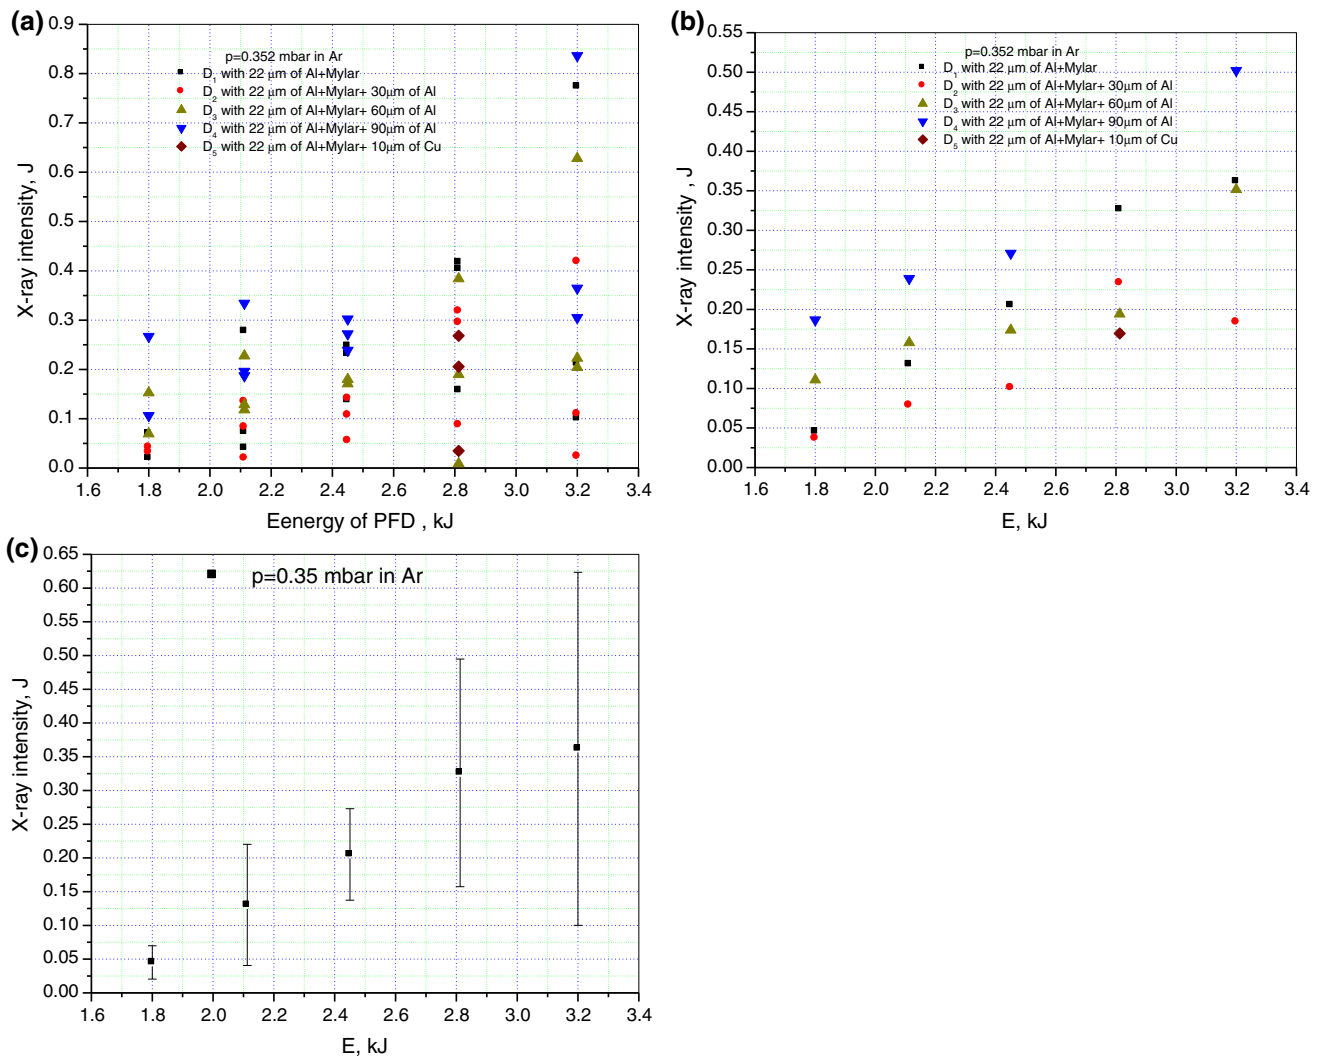 (a)
0.9
0.8
0.7
0.6
0.5
0.4
0.3
0.2
0.1
0.0
X-ray intensity, J
p=0.352 mbar in Ar
D1 with 22 μm of Al+Mylar
D2 with 22 μm of Al+Mylar+ 30μm of Al
D3 with 22 μm of Al+Mylar+ 60μm of Al
D4 with 22 μm of Al+Mylar+ 90μm of Al
D5 with 22 μm of Al+Mylar+ 10μm of Cu
1.6 1.8 2.0 2.2 2.4 2.6 2.8 3.0 3.2 3.4
Eenergy of PFD , kJ
(b)
0.55
0.50
0.45
0.40
0.35
0.30
0.25
0.20
0.15
0.10
0.05
0.00
X-ray intensity , J
p=0.352 mbar in Ar
D1 with 22 μm of Al+Mylar
D2 with 22 μm of Al+Mylar+ 30μm of Al
D3 with 22 μm of Al+Mylar+ 60μm of Al
D4 with 22 μm of Al+Mylar+ 90μm of Al
D5 with 22 μm of Al+Mylar+ 10μm of Cu
1.6 1.8 2.0 2.2 2.4 2.6 2.8 3.0 3.2 3.4
E, kJ
(c)
0.65
0.60
0.55
0.50
0.45
0.40
0.35
0.30
0.25
0.20
0.15
0.10
0.05
0.00
X-ray intensity, J
p=0.35 mbar in Ar
1.6 1.8 2.0 2.2 2.4 2.6 2.8 3.0 3.2 3.4
E, kJ